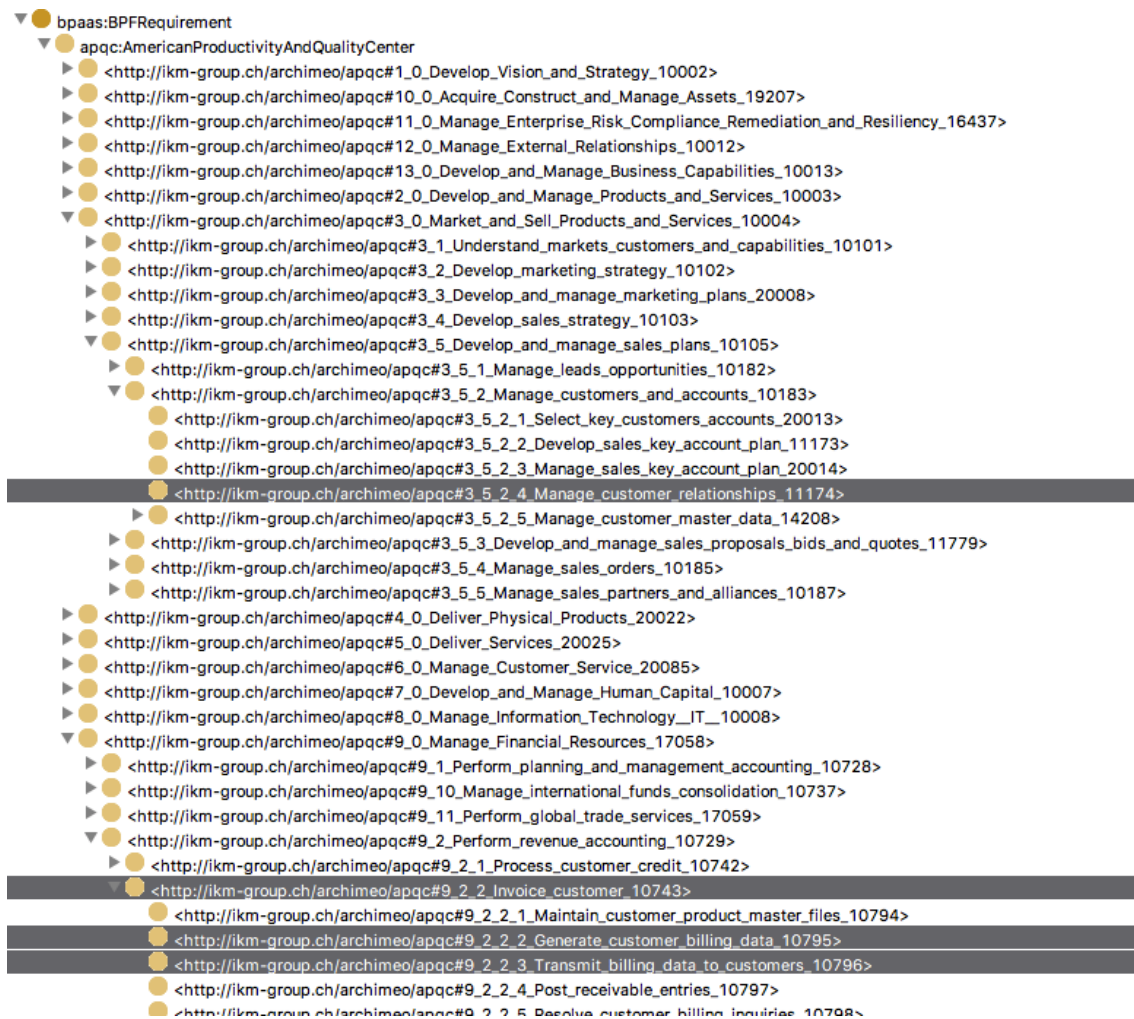 bpaas:BPFRequirement
apqc:AmericanProductivityAndQualityCenter
<http://ikm-group.ch/archimeo/apqc#1_0_Develop_Vision_and_Strategy_10002>
<http://ikm-group.ch/archimeo/apqc#10_0_Acquire_Construct_and_Manage_Assets_19207>
<http://ikm-group.ch/archimeo/apqc#11_0_Manage_Enterprise_Risk_Compliance_Remediation_and_Resiliency_16437>
<http://ikm-group.ch/archimeo/apqc#12_0_Manage_External_Relationships_10012>
<http://ikm-group.ch/archimeo/apqc#13_0_Develop_and_Manage_Business_Capabilities_10013>
<http://ikm-group.ch/archimeo/apqc#2_0_Develop_and_Manage_Products_and_Services_10003>
<http://ikm-group.ch/archimeo/apqc#3_0_Market_and_Sell_Products_and_Services_10004>
<http://ikm-group.ch/archimeo/apqc#3_1_Understand_markets_customers_and_capabilities_10101>
<http://ikm-group.ch/archimeo/apqc#3_2_Develop_marketing_strategy_10102>
<http://ikm-group.ch/archimeo/apqc#3_3_Develop_and_manage_marketing_plans_20008>
<http://ikm-group.ch/archimeo/apqc#3_4_Develop_sales_strategy_10103>
<http://ikm-group.ch/archimeo/apqc#3_5_Develop_and_manage_sales_plans_10105>
<http://ikm-group.ch/archimeo/apqc#3_5_1_Manage_leads_opportunities_10182>
<http://ikm-group.ch/archimeo/apqc#3_5_2_Manage_customers_and_accounts_10183>
<http://ikm-group.ch/archimeo/apqc#3_5_2_1_Select_key_customers_accounts_20013>
<http://ikm-group.ch/archimeo/apqc#3_5_2_2_Develop_sales_key_account_plan_11173>
<http://ikm-group.ch/archimeo/apqc#3_5_2_3_Manage_sales_key_account_plan_20014>
<http://ikm-group.ch/archimeo/apqc#3_5_2_4_Manage_customer_relationships_11174>
<http://ikm-group.ch/archimeo/apqc#3_5_2_5_Manage_customer_master_data_14208>
<http://ikm-group.ch/archimeo/apqc#3_5_3_Develop_and_manage_sales_proposals_bids_and_quotes_11779>
<http://ikm-group.ch/archimeo/apqc#3_5_4_Manage_sales_orders_10185>
<http://ikm-group.ch/archimeo/apqc#3_5_5_Manage_sales_partners_and_alliances_10187>
<http://ikm-group.ch/archimeo/apqc#4_0_Deliver_Physical_Products_20022>
<http://ikm-group.ch/archimeo/apqc#5_0_Deliver_Services_20025>
<http://ikm-group.ch/archimeo/apqc#6_0_Manage_Customer_Service_20085>
<http://ikm-group.ch/archimeo/apqc#7_0_Develop_and_Manage_Human_Capital_10007>
<http://ikm-group.ch/archimeo/apqc#8_0_Manage_Information_Technology__IT__10008>
<http://ikm-group.ch/archimeo/apqc#9_0_Manage_Financial_Resources_17058>
<http://ikm-group.ch/archimeo/apqc#9_1_Perform_planning_and_management_accounting_10728>
<http://ikm-group.ch/archimeo/apqc#9_10_Manage_international_funds_consolidation_10737>
<http://ikm-group.ch/archimeo/apqc#9_11_Perform_global_trade_services_17059>
<http://ikm-group.ch/archimeo/apqc#9_2_Perform_revenue_accounting_10729>
<http://ikm-group.ch/archimeo/apqc#9_2_1_Process_customer_credit_10742>
<http://ikm-group.ch/archimeo/apqc#9_2_2_Invoice_customer_10743>
<http://ikm-group.ch/archimeo/apqc#9_2_2_1_Maintain_customer_product_master_files_10794>
<http://ikm-group.ch/archimeo/apqc#9_2_2_2_Generate_customer_billing_data_10795>
<http://ikm-group.ch/archimeo/apqc#9_2_2_3_Transmit_billing_data_to_customers_10796>
<http://ikm-group.ch/archimeo/apqc#9_2_2_4_Post_receivable_entries_10797>
<http://ikm-group.ch/archimeo/apqc#9_2_2_5_Resolve_customer_billing_inquiries_10798>